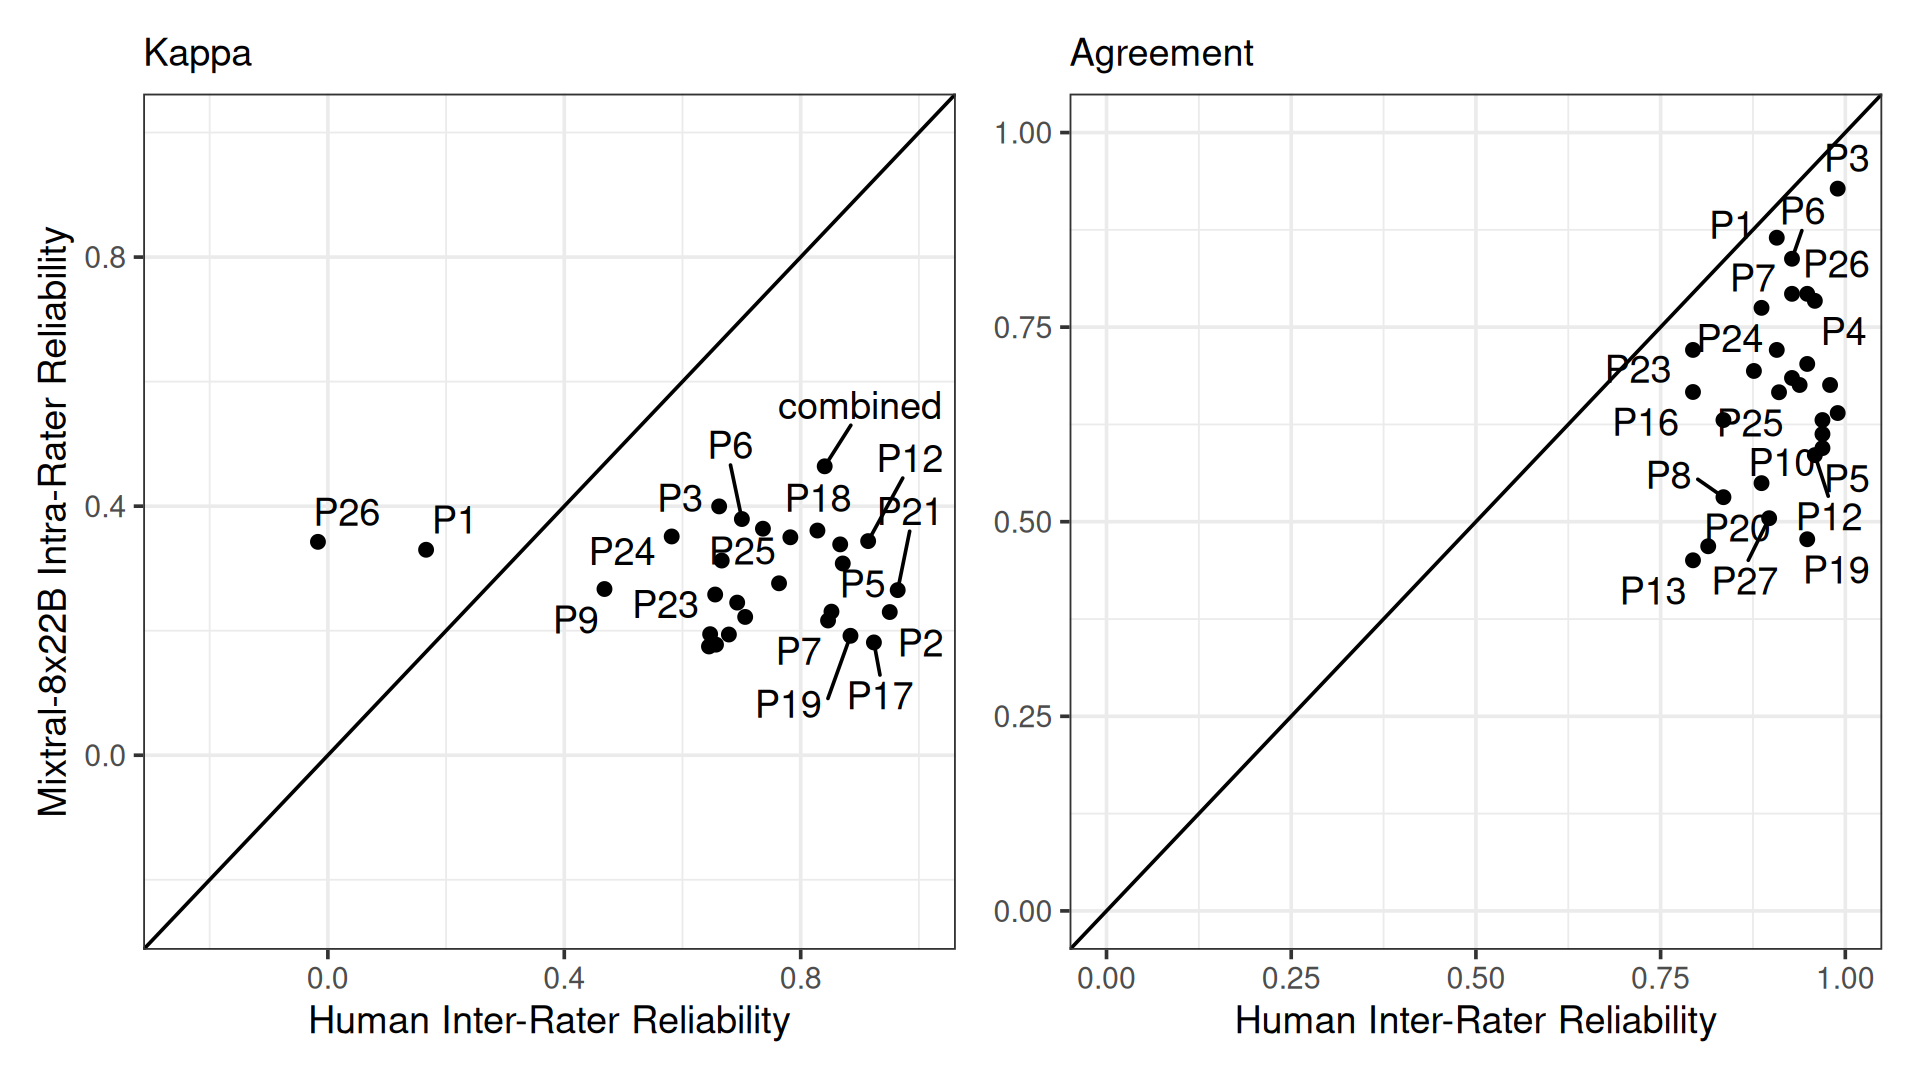 Kappa
Agreement
Mixtral-8x22B Intra-Rater Reliability
0.8
0.4
0.0
combined
P6
P12
P3
P18
P21
P26
P1
P24
P25
P5
P9
P23
P7
P2
P19
P17
0.0
0.4
0.8
Human Inter-Rater Reliability
1.00
0.75
0.50
0.25
0.00
P3
P6
P1
P26
P7
P4
P24
P23
P16
P25
P10
P8
P5
P12
P20
P19
P27
P13
0.00
0.25
0.50
0.75
1.00
Human Inter-Rater Reliability